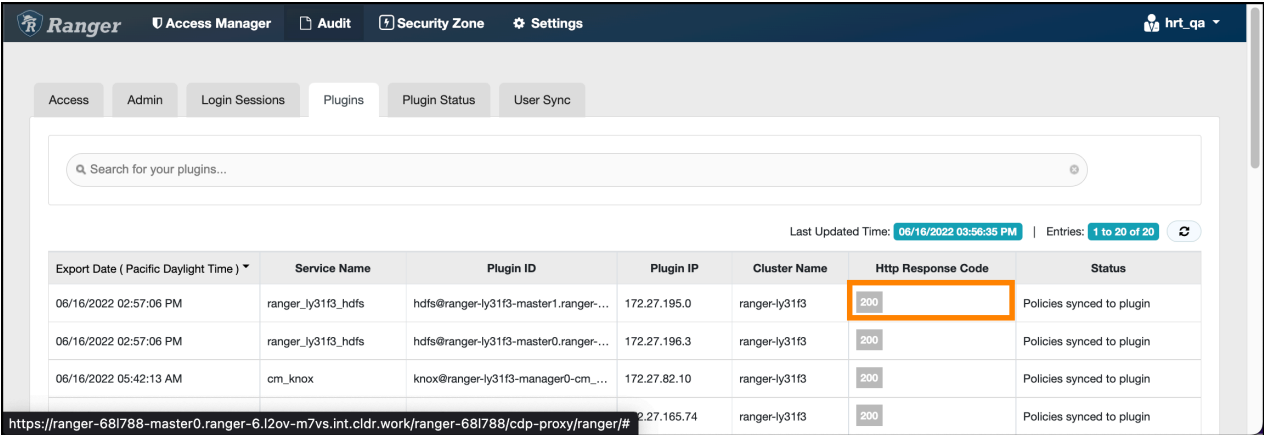 Ranger Access Manager Audit Security Zone Settings hrt_qa
Access Admin Login Sessions Plugins Plugin Status User Sync
Search for your plugins...
Last Updated Time: 06/16/2022 03:56:35 PM | Entries: 1 to 20 of 20
Export Date ( Pacific Daylight Time ) Service Name Plugin ID Plugin IP Cluster Name Http Response Code Status
06/16/2022 02:57:06 PM ranger_ly31f3_hdfs hdfs@ranger-ly31f3-master1.ranger-... 172.27.195.0 ranger-ly31f3 200 Policies synced to plugin
06/16/2022 02:57:06 PM ranger_ly31f3_hdfs hdfs@ranger-ly31f3-master0.ranger-... 172.27.196.3 ranger-ly31f3 200 Policies synced to plugin
06/16/2022 05:42:13 AM cm_knox knox@ranger-ly31f3-manager0-cm_... 172.27.82.10 ranger-ly31f3 200 Policies synced to plugin
2.27.165.74 ranger-ly31f3 200 Policies synced to plugin
https://ranger-68l788-master0.ranger-6.l2ov-m7vs.int.cldr.work/ranger-68l788/cdp-proxy/ranger/#